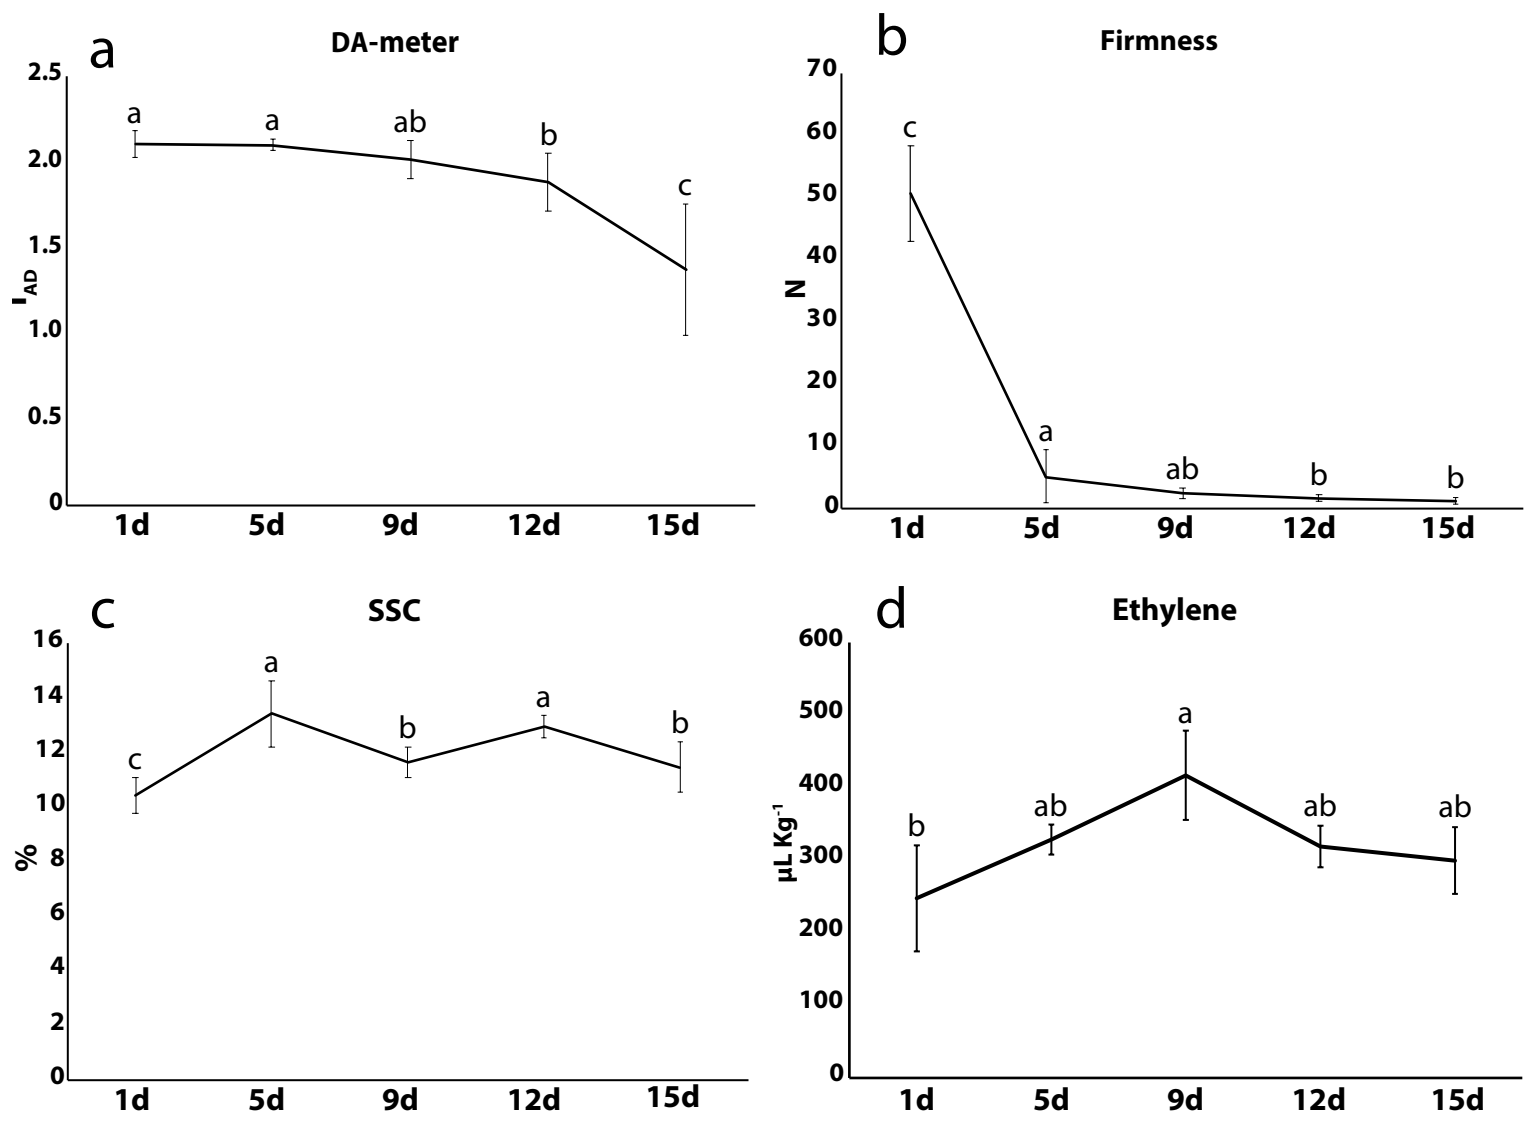 a
DA-meter
2.5
2.0
1.5
1.0
0.5
0
I AD
a
a
ab
b
c
1d 5d 9d 12d 15d
b
Firmness
70
60
50
40
30
20
10
0
N
c
a
ab
b
b
1d 5d 9d 12d 15d
c
SSC
16
14
12
10
8
6
4
2
0
%
c
a
b
a
b
1d 5d 9d 12d 15d
d
Ethylene
600
500
400
300
200
100
0
µL Kg⁻¹
b
ab
a
ab
ab
1d 5d 9d 12d 15d